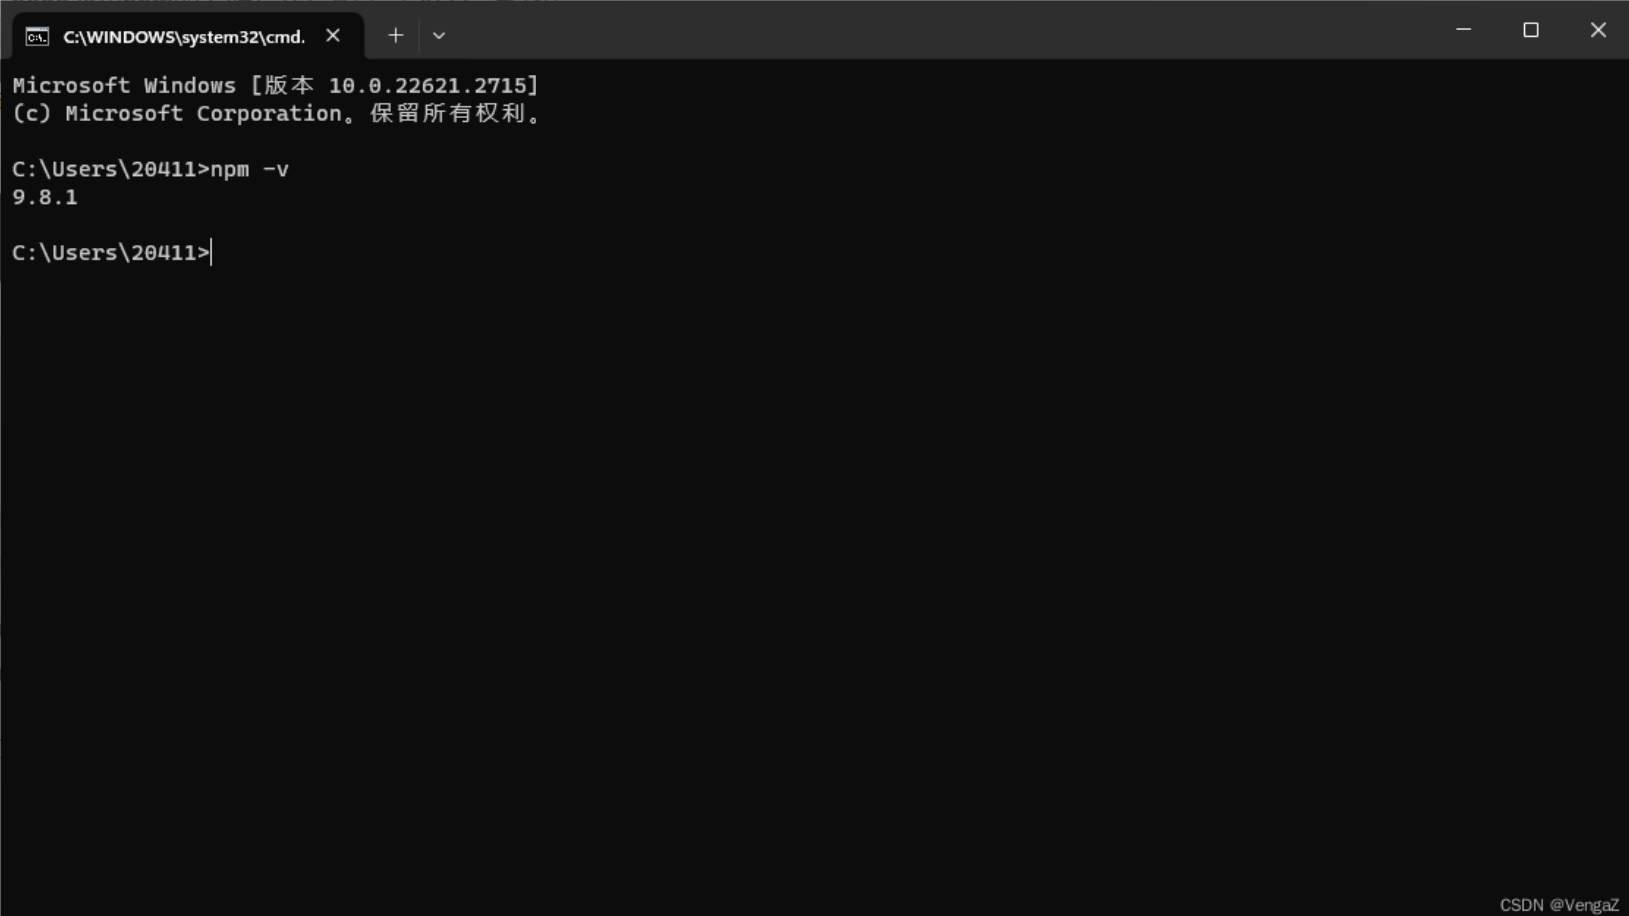 C:\WINDOWS\system32\cmd.
Microsoft Windows [版本 10.0.22621.2715]
(c) Microsoft Corporation。保留所有权利。
C:\Users\20411>npm -v
9.8.1
C:\Users\20411>
CSDN @VengaZ